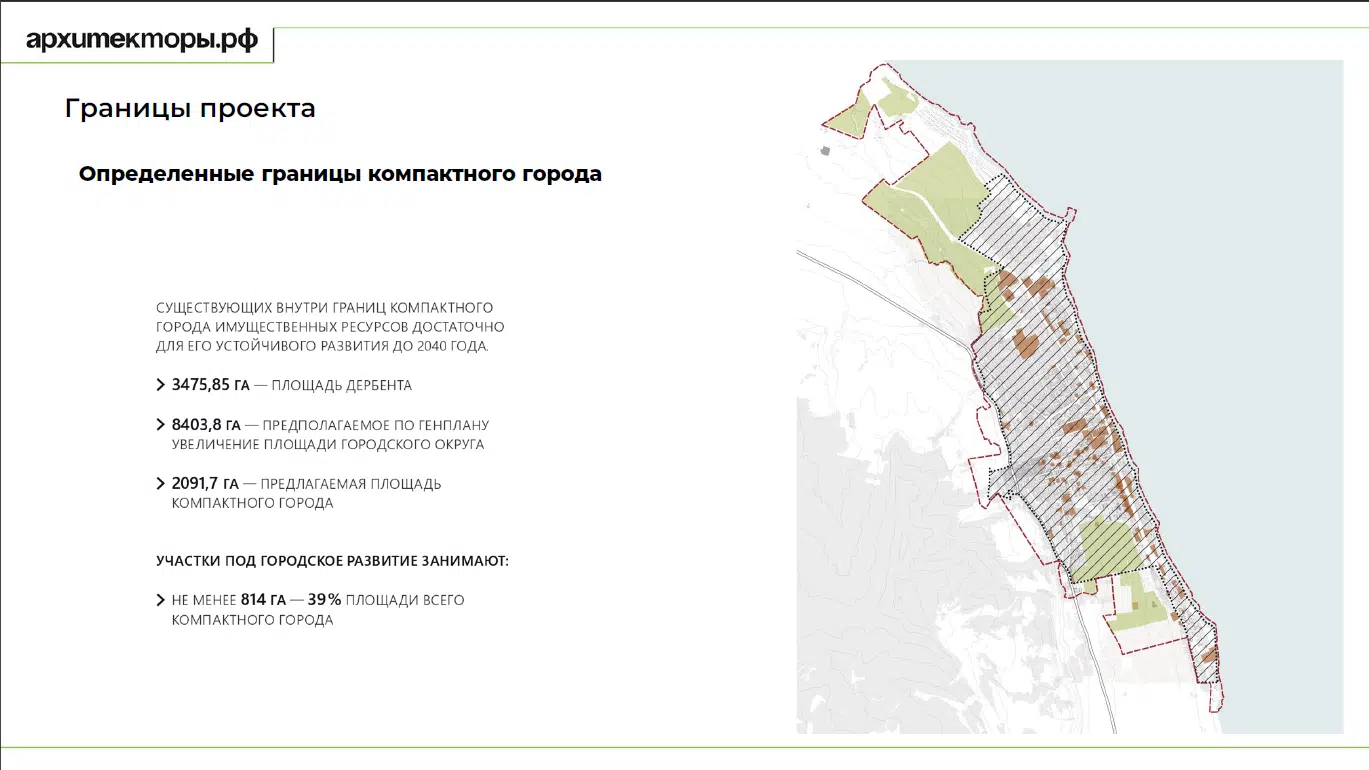 архитекторы.рф
Границы проекта
Определенные границы компактного города
СУЩЕСТВУЮЩИХ ВНУТРИ ГРАНИЦ КОМПАКТНОГО
ГОРОДА ИМУЩЕСТВЕННЫХ РЕСУРСОВ ДОСТАТОЧНО
ДЛЯ ЕГО УСТОЙЧИВОГО РАЗВИТИЯ ДО 2040 ГОДА.
3475,85 ГА — ПЛОЩАДЬ ДЕРБЕНТА
8403,8 ГА — ПРЕДПОЛАГАЕМОЕ ПО ГЕНПЛАНУ
УВЕЛИЧЕНИЕ ПЛОЩАДИ ГОРОДСКОГО ОКРУГА
2091,7 ГА — ПРЕДЛАГАЕМАЯ ПЛОЩАДЬ
КОМПАКТНОГО ГОРОДА
УЧАСТКИ ПОД ГОРОДСКОЕ РАЗВИТИЕ ЗАНИМАЮТ:
НЕ МЕНЕЕ 814 ГА — 39% ПЛОЩАДИ ВСЕГО
КОМПАКТНОГО ГОРОДА